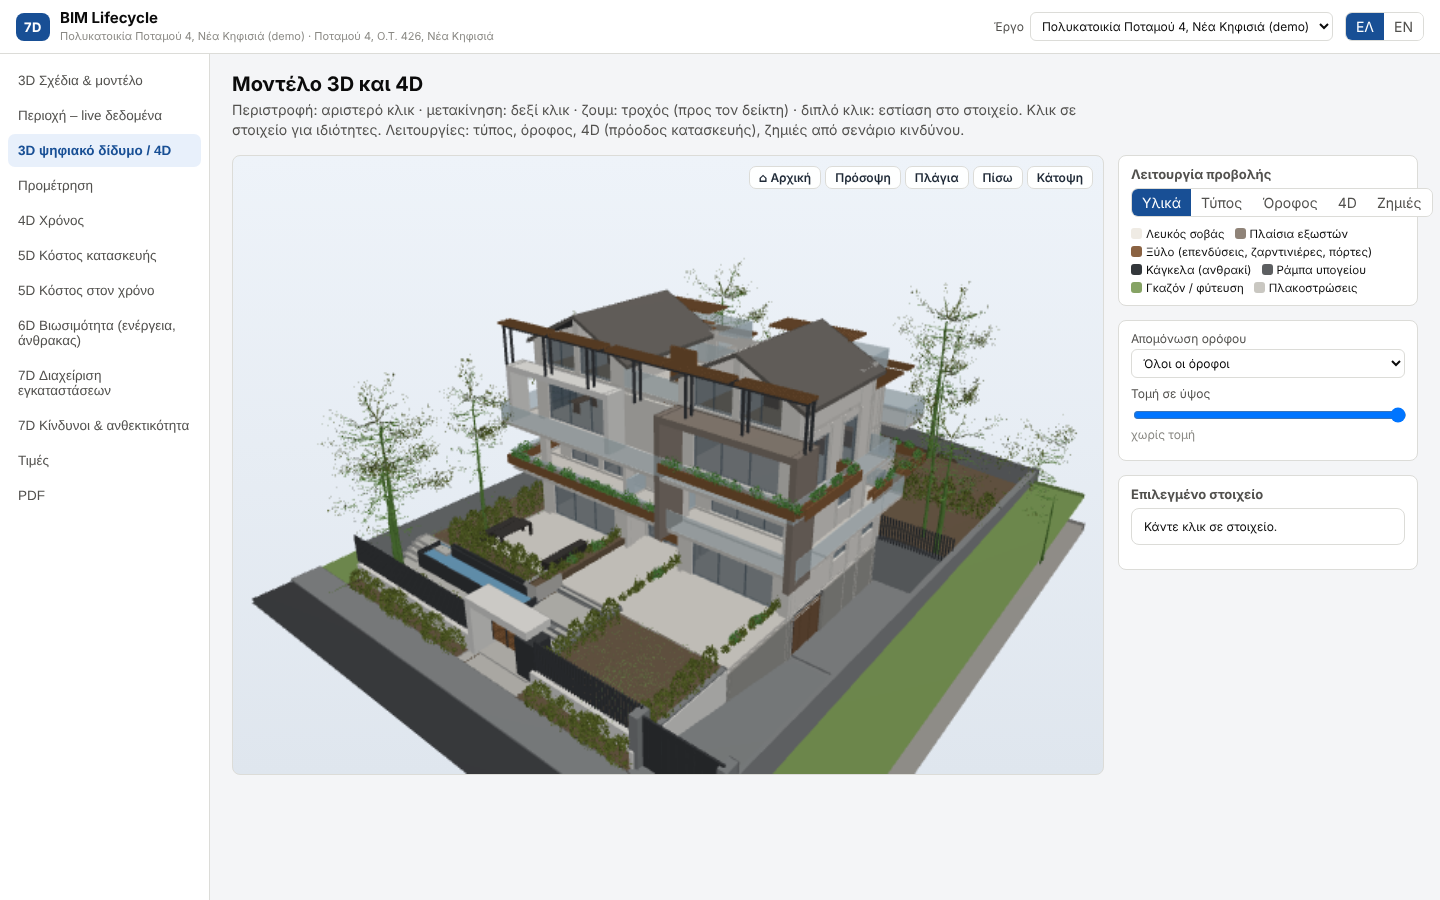 7D
BIM Lifecycle
Πολυκατοικία Ποταμού 4, Νέα Κηφισιά (demo) · Ποταμού 4, Ο.Τ. 426, Νέα Κηφισιά
Έργο
Πολυκατοικία Ποταμού 4, Νέα Κηφισιά (demo)
ΕΛ
EN
3D Σχέδια & μοντέλο
Περιοχή – live δεδομένα
3D ψηφιακό δίδυμο / 4D
Προμέτρηση
4D Χρόνος
5D Κόστος κατασκευής
5D Κόστος στον χρόνο
6D Βιωσιμότητα (ενέργεια,
άνθρακας)
7D Διαχείριση
εγκαταστάσεων
7D Κίνδυνοι & ανθεκτικότητα
Τιμές
PDF
Μοντέλο 3D και 4D
Περιστροφή: αριστερό κλικ · μετακίνηση: δεξί κλικ · ζουμ: τροχός (προς τον δείκτη) · διπλό κλικ: εστίαση στο στοιχείο. Κλικ σε
στοιχείο για ιδιότητες. Λειτουργίες: τύπος, όροφος, 4D (πρόοδος κατασκευής), ζημιές από σενάριο κινδύνου.
⌂ Αρχική
Πρόσοψη
Πλάγια
Πίσω
Κάτοψη
Λειτουργία προβολής
Υλικά
Τύπος
Όροφος
4D
Ζημιές
Λευκός σοβάς
Πλαίσια εξωστών
Ξύλο (επενδύσεις, ζαρντινιέρες, πόρτες)
Κάγκελα (ανθρακί)
Ράμπα υπογείου
Γκαζόν / φύτευση
Πλακοστρώσεις
Απομόνωση ορόφου
Όλοι οι όροφοι
Τομή σε ύψος
χωρίς τομή
Επιλεγμένο στοιχείο
Κάντε κλικ σε στοιχείο.